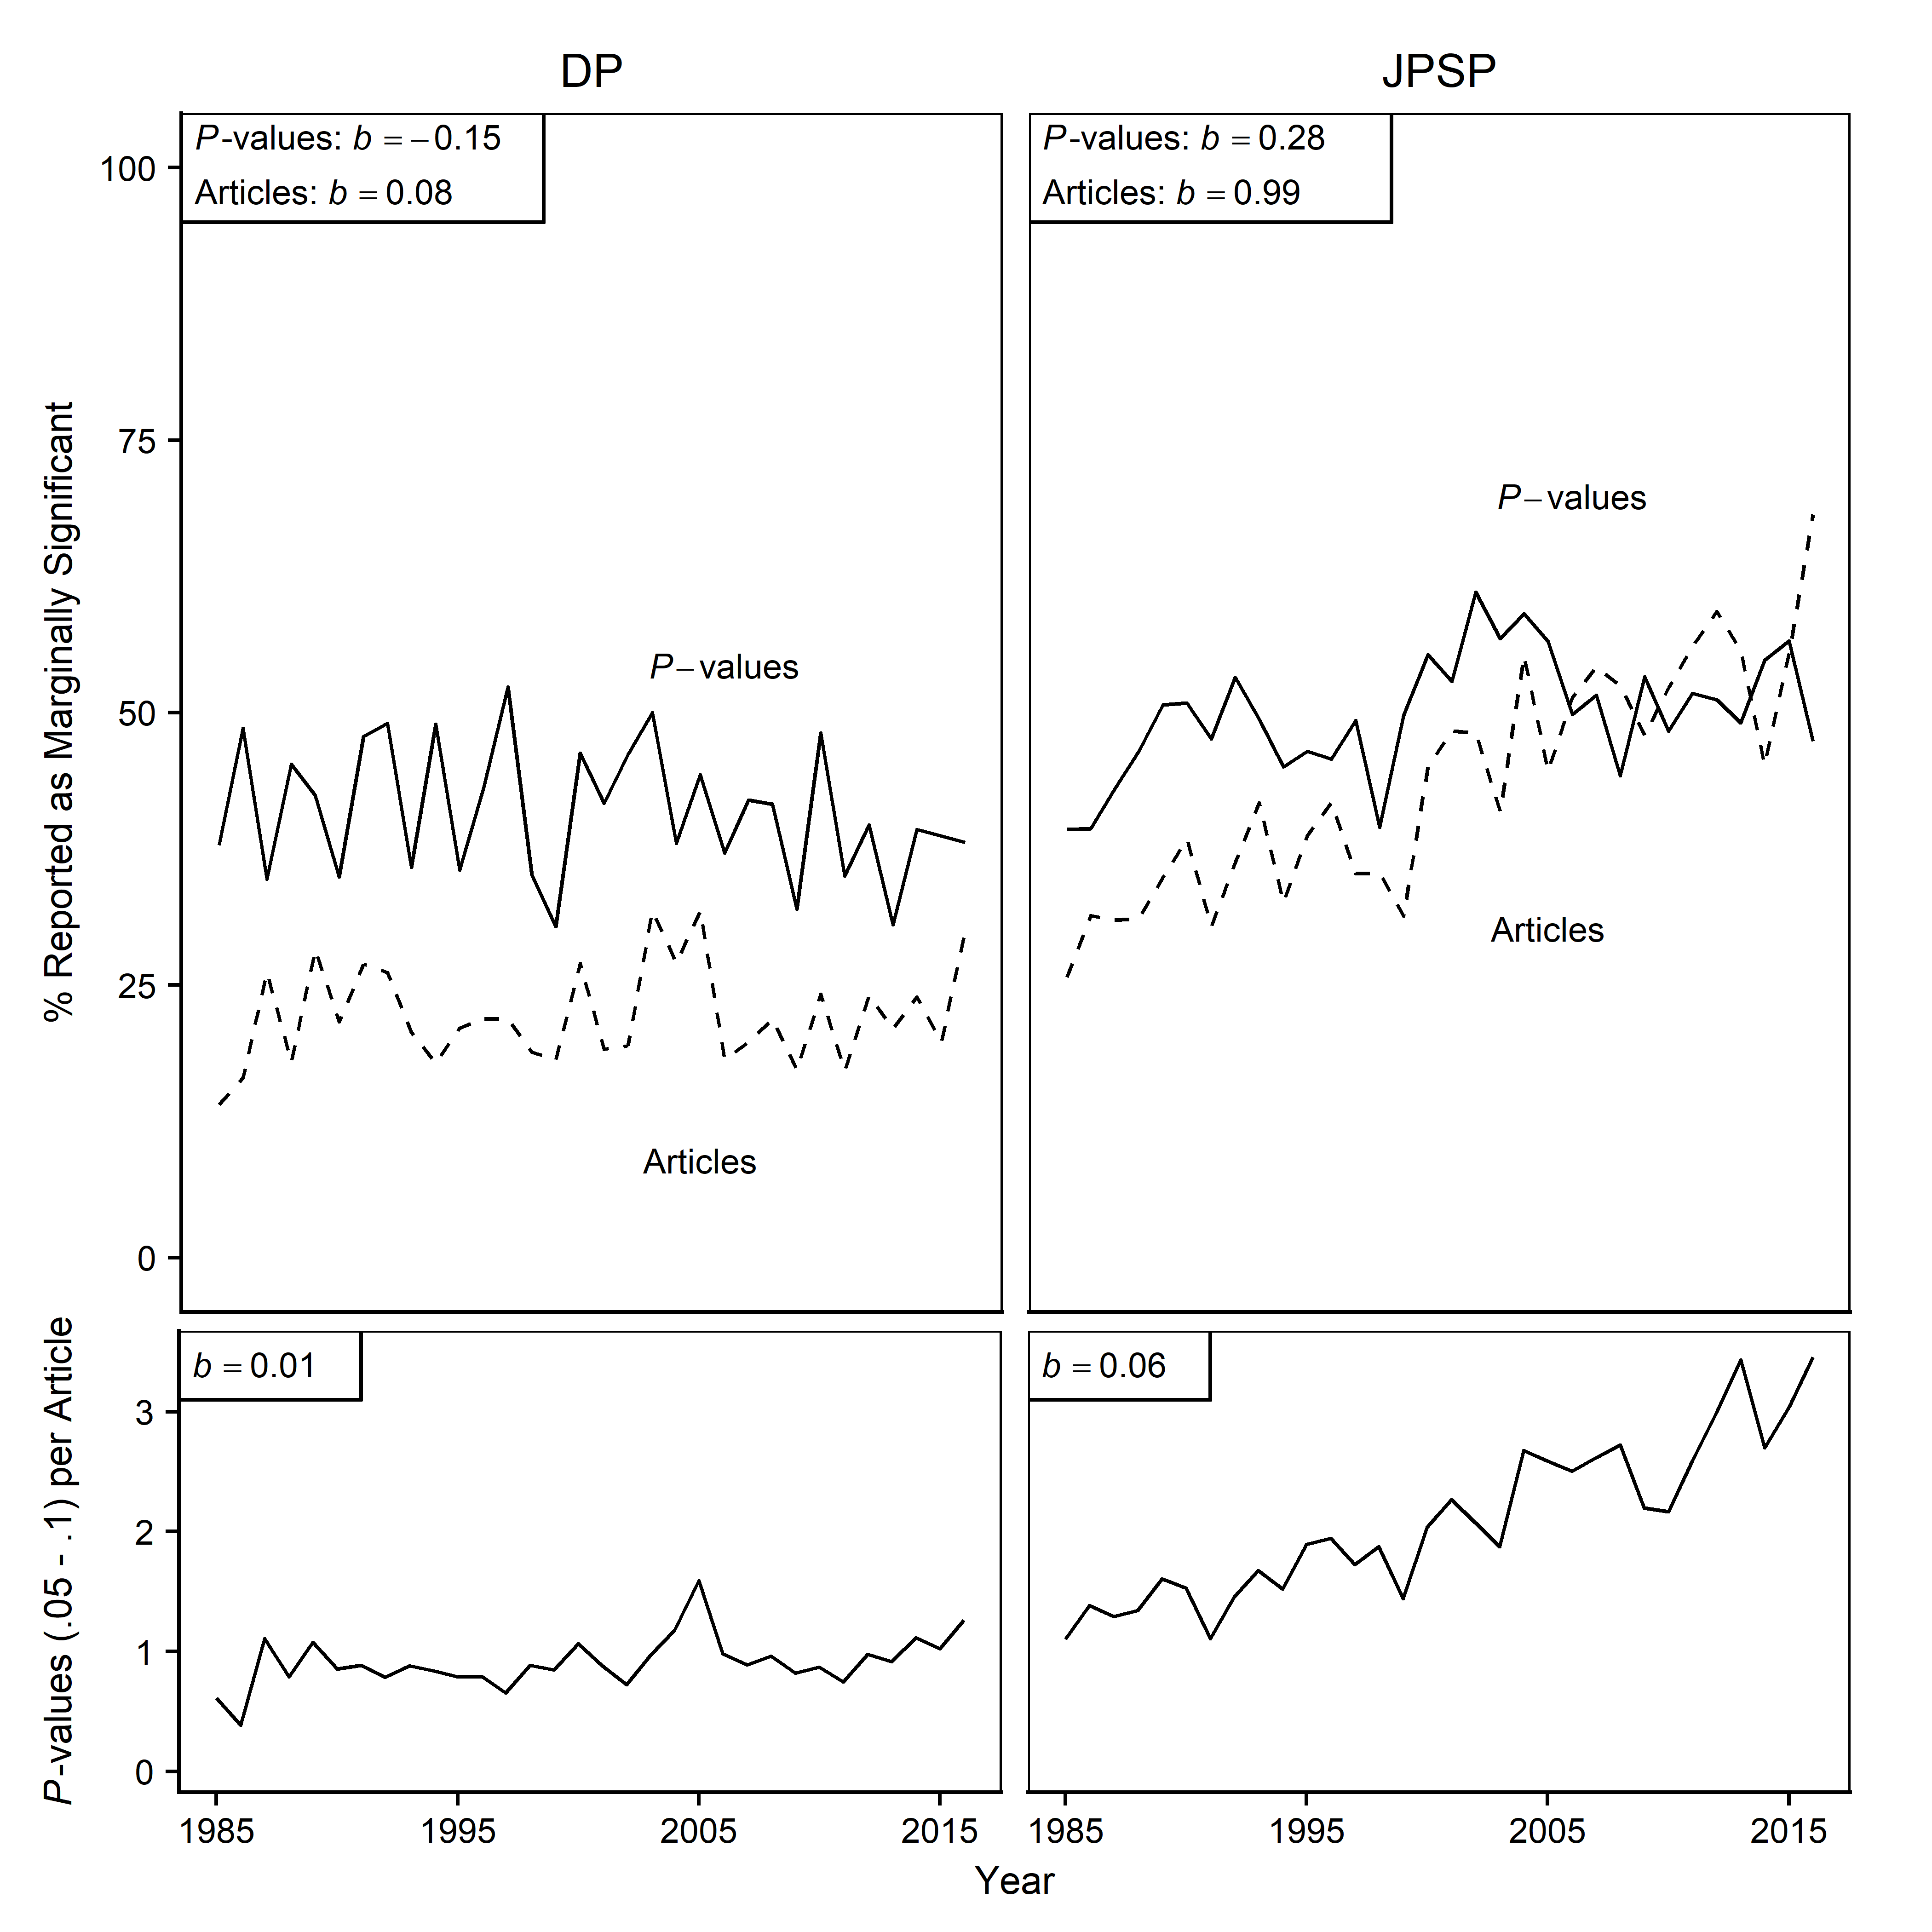 DP
JPSP
P-values: b = −0.15
Articles: b = 0.08
P-values: b = 0.28
Articles: b = 0.99
% Reported as Marginally Significant
100
75
50
25
0
P−values
Articles
P−values
Articles
P-values (.05 - .1) per Article
b = 0.01
b = 0.06
3
2
1
0
1985
1995
2005
2015
1985
1995
2005
2015
Year